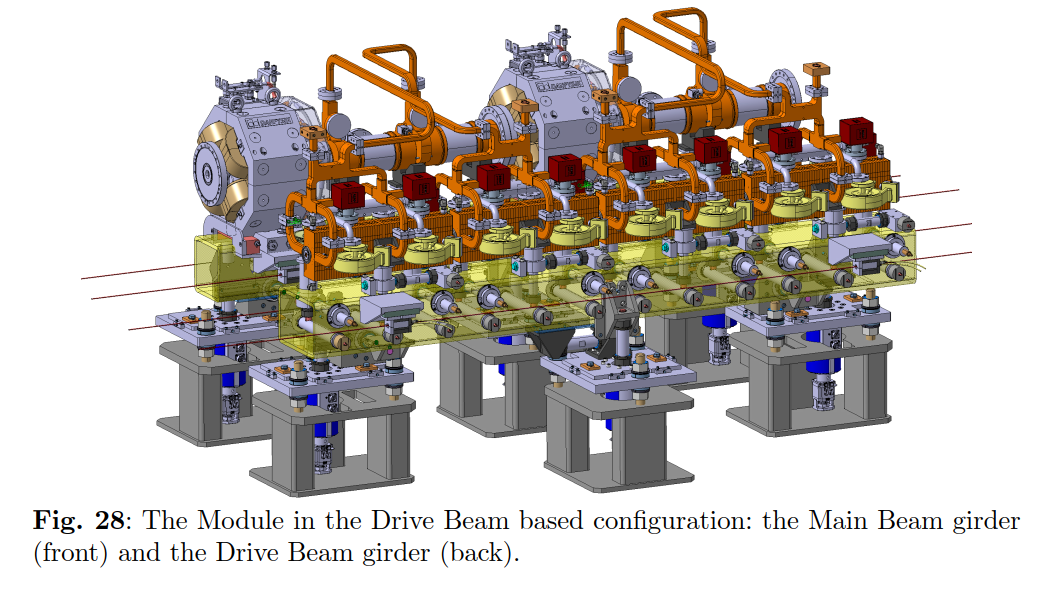 Fig. 28: The Module in the Drive Beam based configuration: the Main Beam girder
(front) and the Drive Beam girder (back).